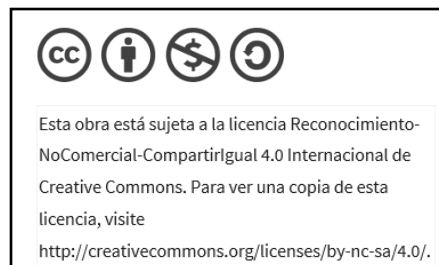 cc
Esta obra está sujeta a la licencia Reconocimiento-
NoComercial-CompartirIgual 4.0 Internacional de
Creative Commons. Para ver una copia de esta
licencia, visite
http://creativecommons.org/licenses/by-nc-sa/4.0/.